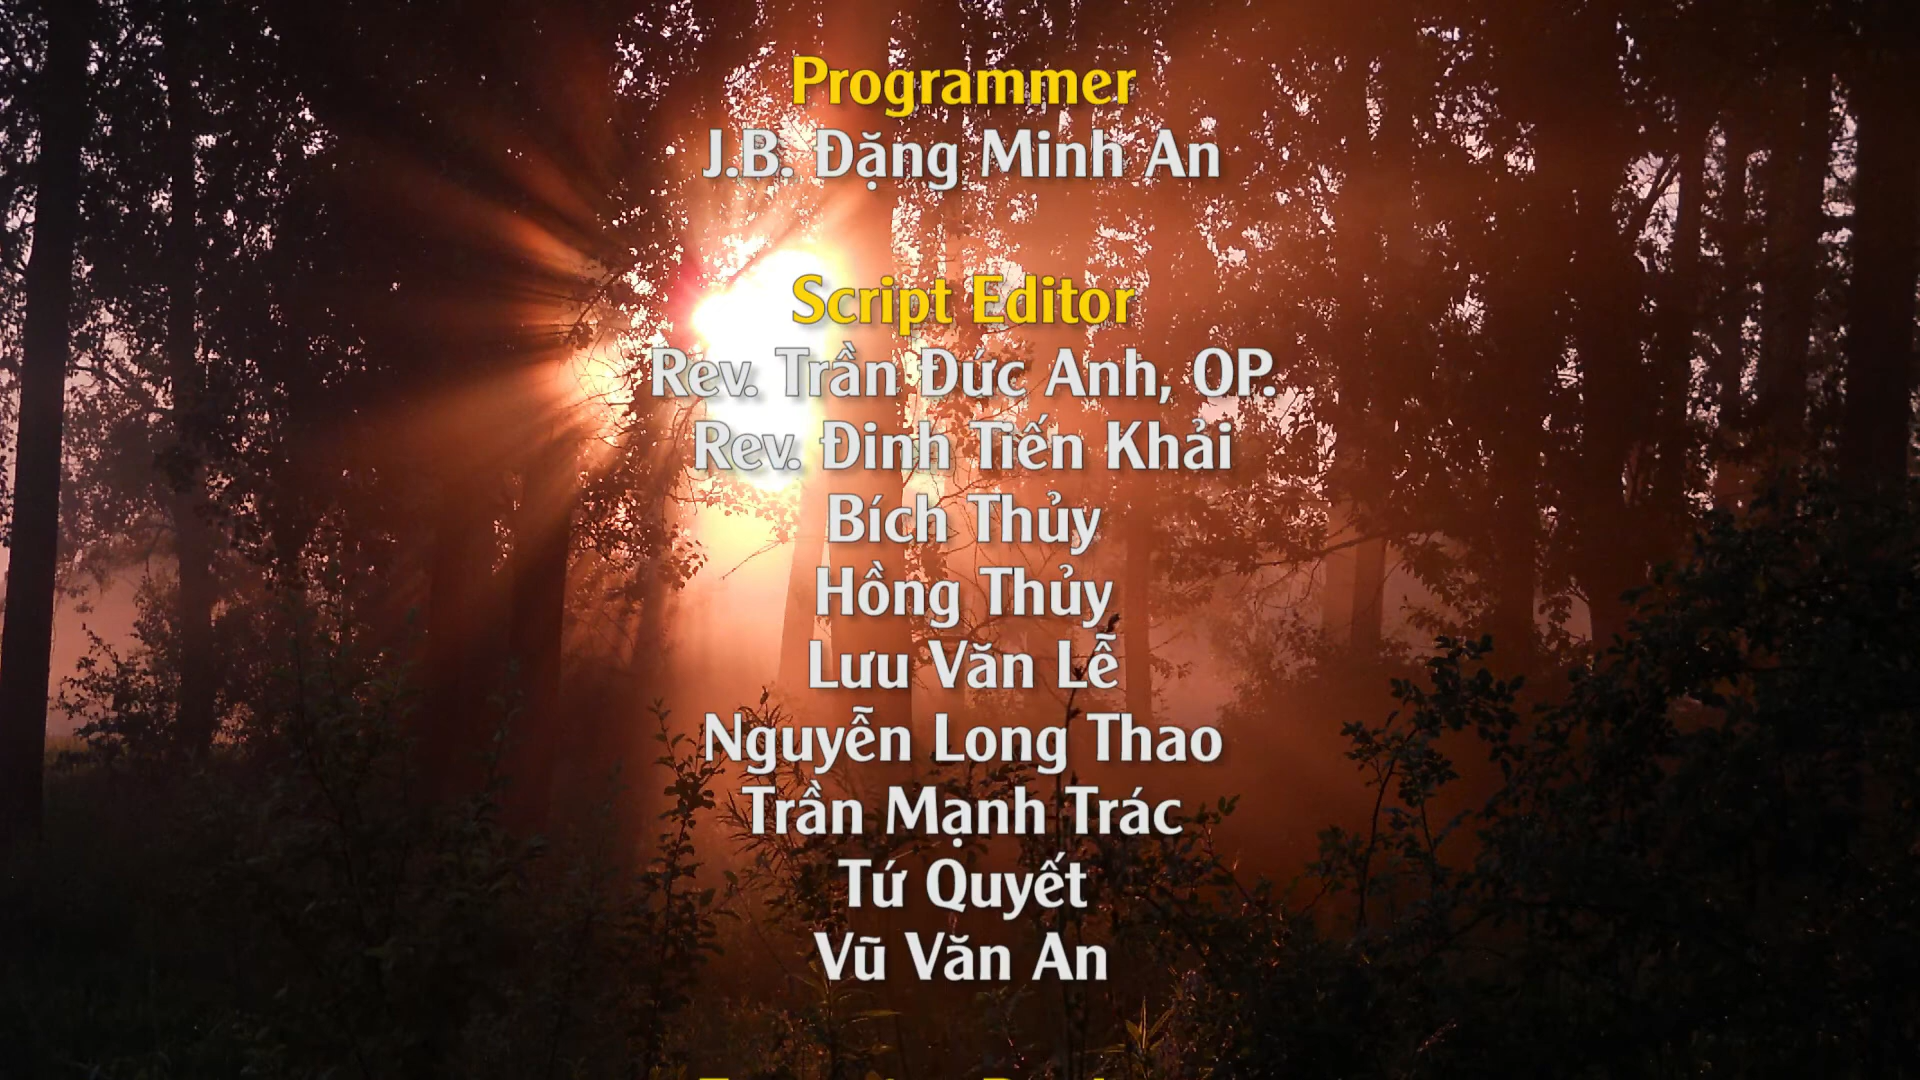 Programmer
J.B. Đặng Minh An
Script Editor
Rev. Trần Đức Anh, OP.
Rev. Đinh Tiến Khải
Bích Thủy
Hồng Thủy
Lưu Văn Lễ
Nguyễn Long Thao
Trần Mạnh Trác
Tứ Quyết
Vũ Văn An